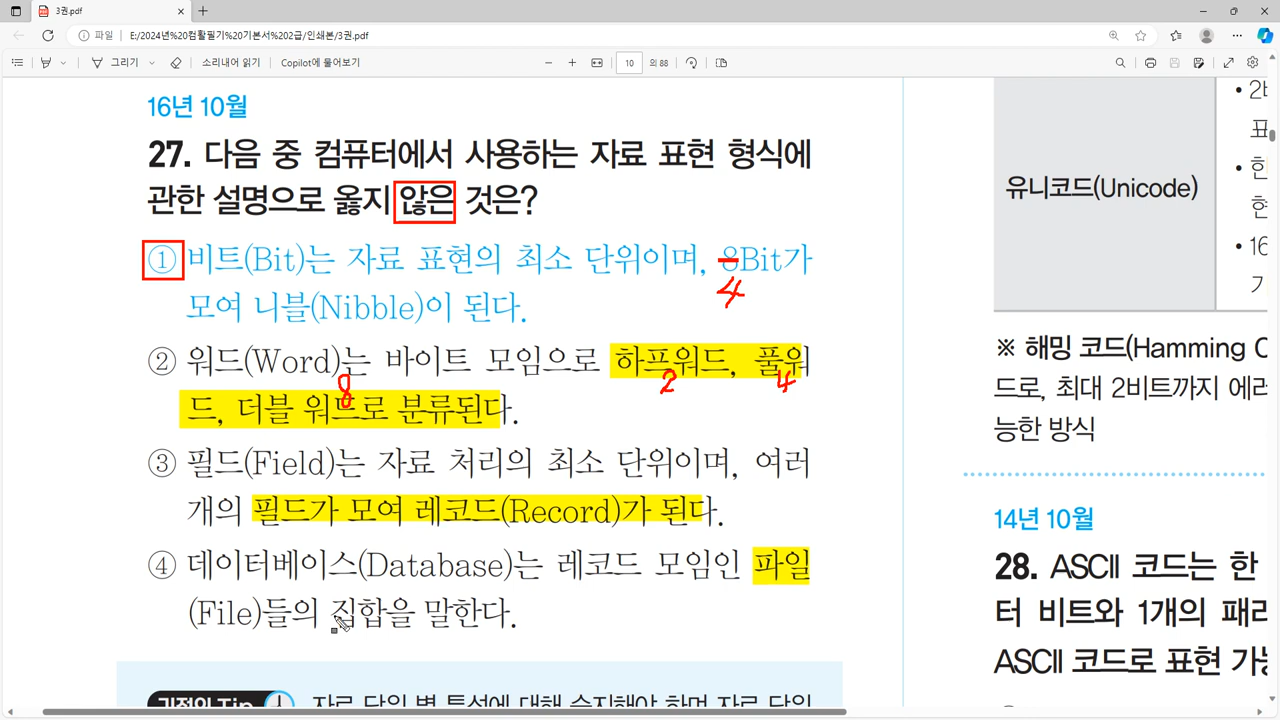 3권.pdf
파일
E:/2024년%20컴활필기%20기본서%202급/인쇄본/3권.pdf
그리기
소리내어 읽기
Copilot에 물어보기
10
의 88
16년 10월
27. 다음 중 컴퓨터에서 사용하는 자료 표현 형식에
관한 설명으로 옳지 않은 것은?
① 비트(Bit)는 자료 표현의 최소 단위이며, 8Bit가
4
모여 니블(Nibble)이 된다.
② 워드(Word)는 바이트 모임으로 하프워드, 풀워
8 2 4
드, 더블 워드로 분류된다.
③ 필드(Field)는 자료 처리의 최소 단위이며, 여러
개의 필드가 모여 레코드(Record)가 된다.
④ 데이터베이스(Database)는 레코드 모임인 파일
(File)들의 집합을 말한다.
유니코드(Unicode)
• 2
표
• 한
현
• 16
※ 해밍 코드(Hamming C
드로, 최대 2비트까지 에러
능한 방식
14년 10월
28. ASCII 코드는 한
터 비트와 1개의 패리
ASCII 코드로 표현 가능